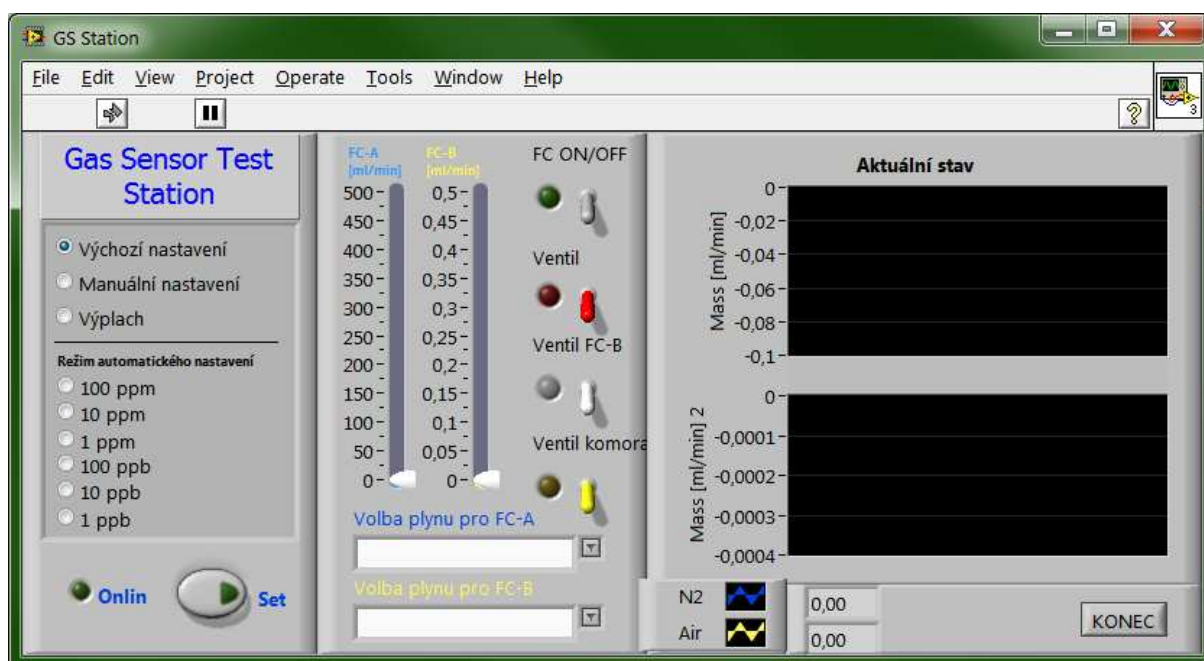 GS Station
File Edit View Project Operate Tools Window Help
3
Gas Sensor Test
Station
Výchozí nastavení
Manuální nastavení
Výplach
Režim automatického nastavení
100 ppm
10 ppm
1 ppm
100 ppb
10 ppb
1 ppb
Onlin
Set
FC-A
[ml/min]
500
450
400
350
300
250
200
150
100
50
0
FC-B
[ml/min]
0,5
0,45
0,4
0,35
0,3
0,25
0,2
0,15
0,1
0,05
0
FC ON/OFF
Ventil
Ventil FC-B
Ventil komora
Volba plynu pro FC-A
Volba plynu pro FC-B
Aktuální stav
Mass [ml/min]
0
-0,02
-0,04
-0,06
-0,08
-0,1
Mass [ml/min] 2
0
-0,0001
-0,0002
-0,0003
-0,0004
N2
0,00
Air
0,00
KONEC
?